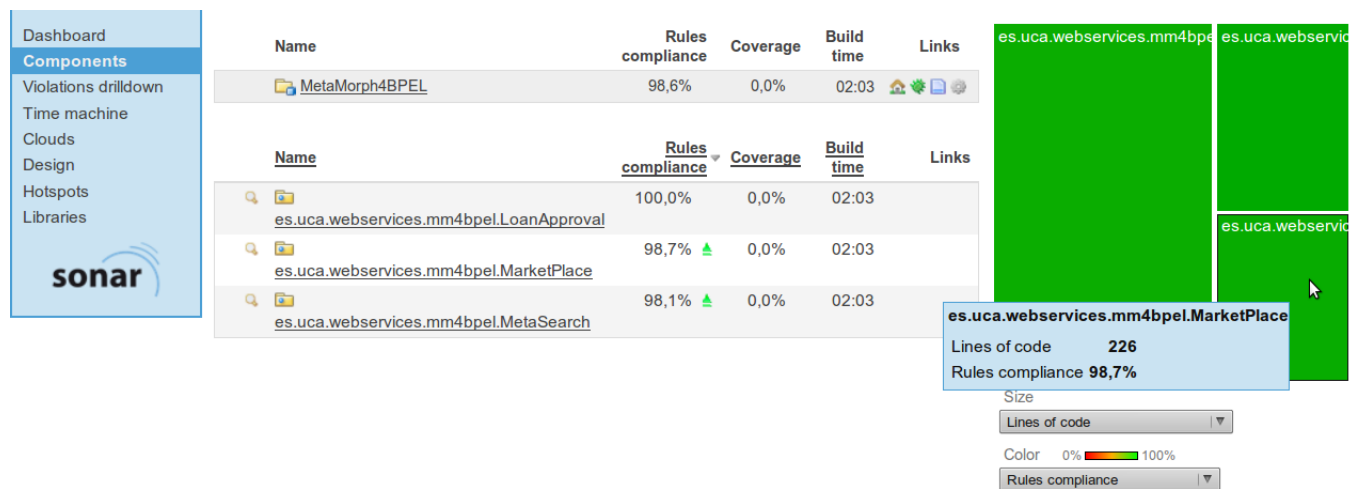 Dashboard
Components
Violations drilldown
Time machine
Clouds
Design
Hotspots
Libraries
sonar
Name Rules compliance Coverage Build time Links
MetaMorph4BPEL 98,6% 0,0% 02:03
Name Rules compliance Coverage Build time Links
100,0% 0,0% 02:03
es.uca.webservices.mm4bpel.LoanApproval
98,7% 0,0% 02:03
es.uca.webservices.mm4bpel.MarketPlace
98,1% 0,0% 02:03
es.uca.webservices.mm4bpel.MetaSearch
es.uca.webservices.mm4bpe es.uca.webservic
es.uca.webservic
es.uca.webservices.mm4bpel.MarketPlace
Lines of code 226
Rules compliance 98,7%
Size
Lines of code
Color 0% 100%
Rules compliance